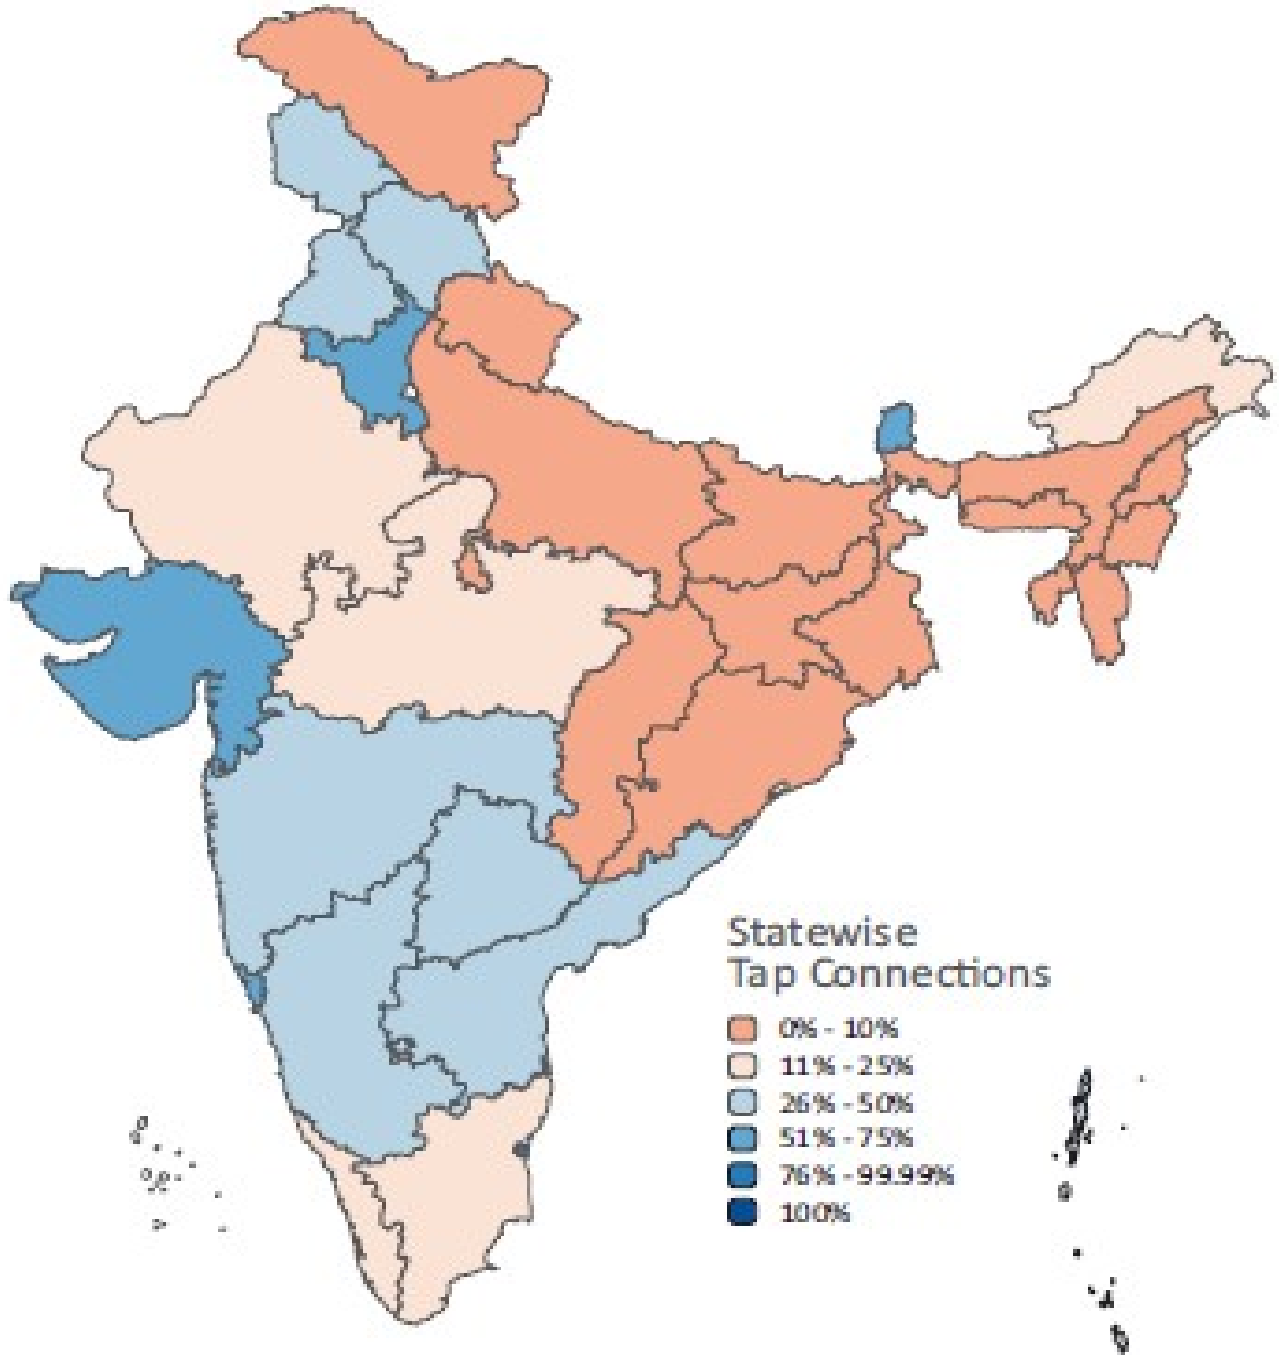 Statewise
Tap Connections
0% - 10%
11% - 25%
26% - 50%
51% - 75%
76% - 99.99%
100%